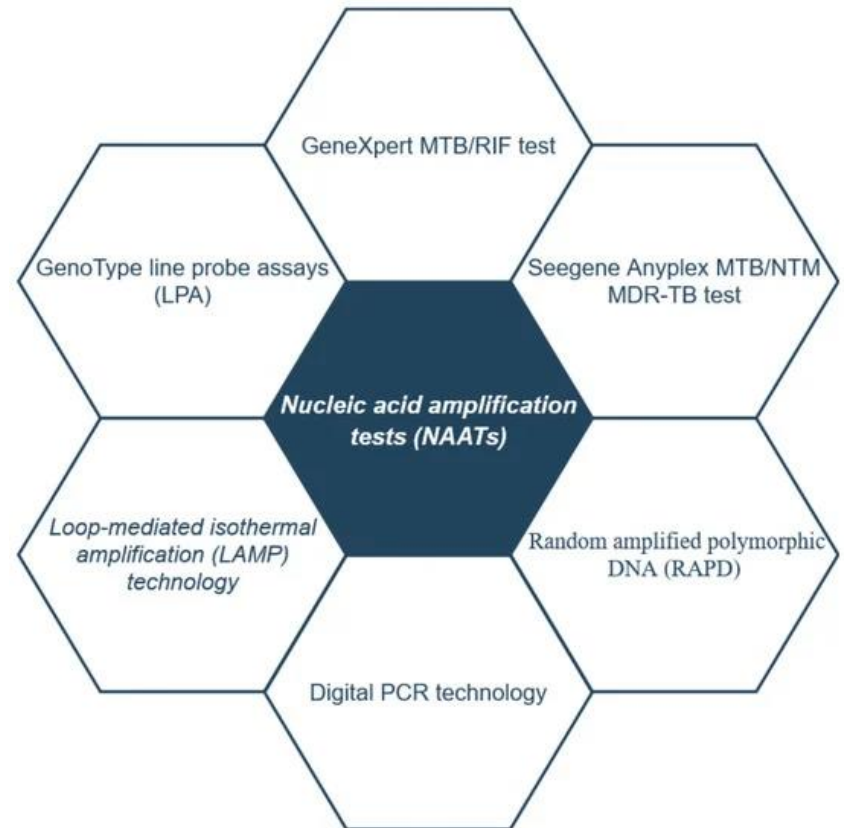 GeneXpert MTB/RIF test
GenoType line probe assays
(LPA)
Seegene Anyplex MTB/NTM
MDR-TB test
Nucleic acid amplification
tests (NAATs)
Loop-mediated isothermal
amplification (LAMP)
technology
Random amplified polymorphic
DNA (RAPD)
Digital PCR technology